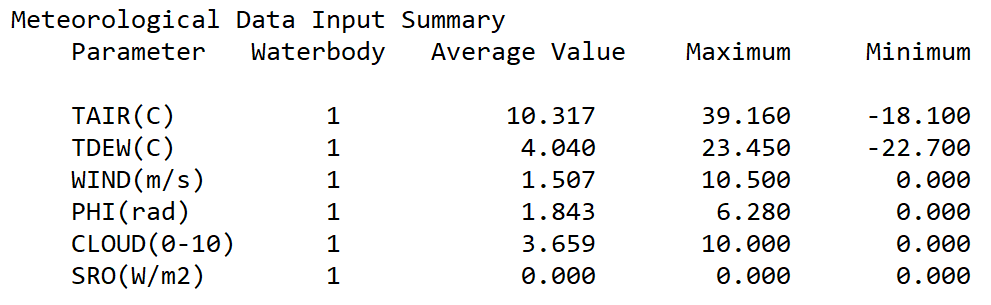 Meteorological Data Input Summary
    Parameter   Waterbody   Average Value    Maximum     Minimum

    TAIR(C)          1           10.317       39.160     -18.100
    TDEW(C)          1            4.040       23.450     -22.700
    WIND(m/s)        1            1.507       10.500       0.000
    PHI(rad)         1            1.843        6.280       0.000
    CLOUD(0-10)      1            3.659       10.000       0.000
    SRO(W/m2)        1            0.000        0.000       0.000